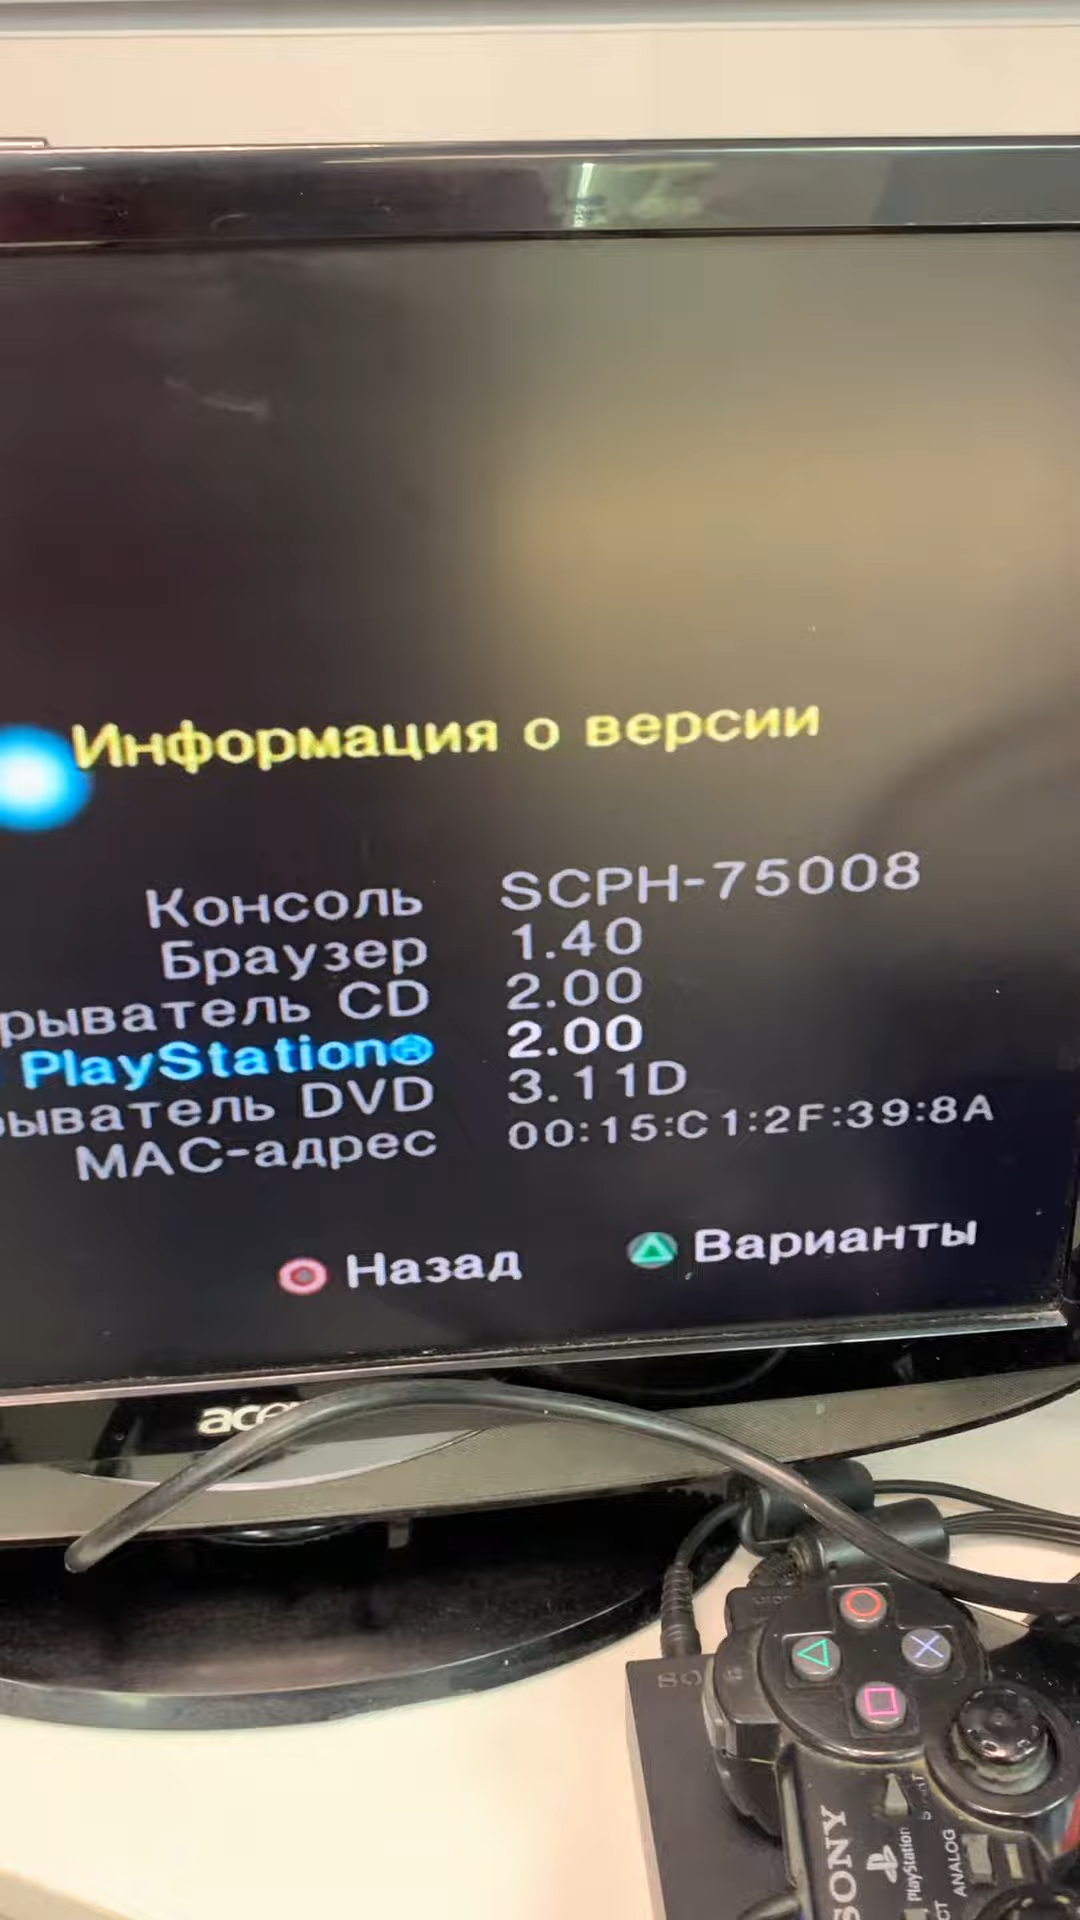 Информация о версии
Консоль SCPH-75008
Браузер 1.40
рыватель CD 2.00
PlayStation® 2.00
ыватель DVD 3.11D
MAC-адрес 00:15:C1:2F:39:8A
Назад Варианты
acer
SO
SONY
PlayStation
ANALOG